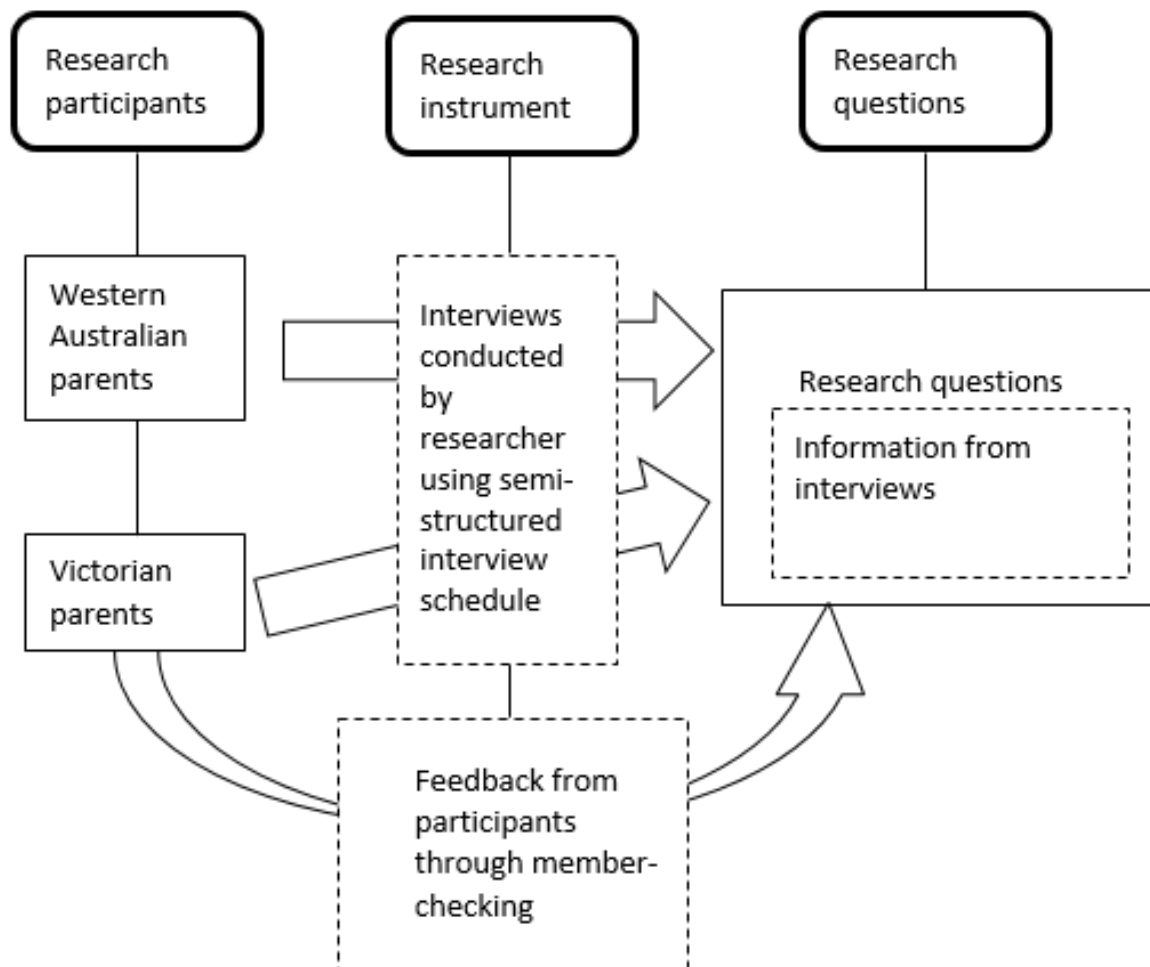 Research
participants
Research
instrument
Research
questions
Western
Australian
parents
Interviews
conducted
by
researcher
using semi-
structured
interview
schedule
Research questions
Information from
interviews
Victorian
parents
Feedback from
participants
through member-
checking